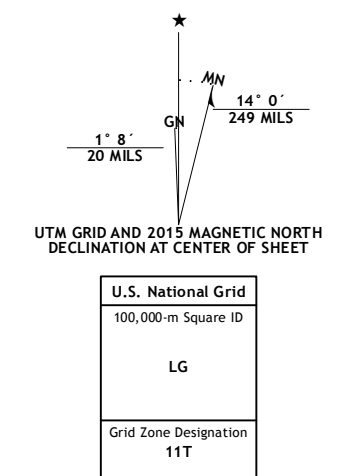 MN
14° 0´
249 MILS
GN
1° 8´
20 MILS
UTM GRID AND 2015 MAGNETIC NORTH
DECLINATION AT CENTER OF SHEET
U.S. National Grid
100,000-m Square ID
LG
Grid Zone Designation
11T